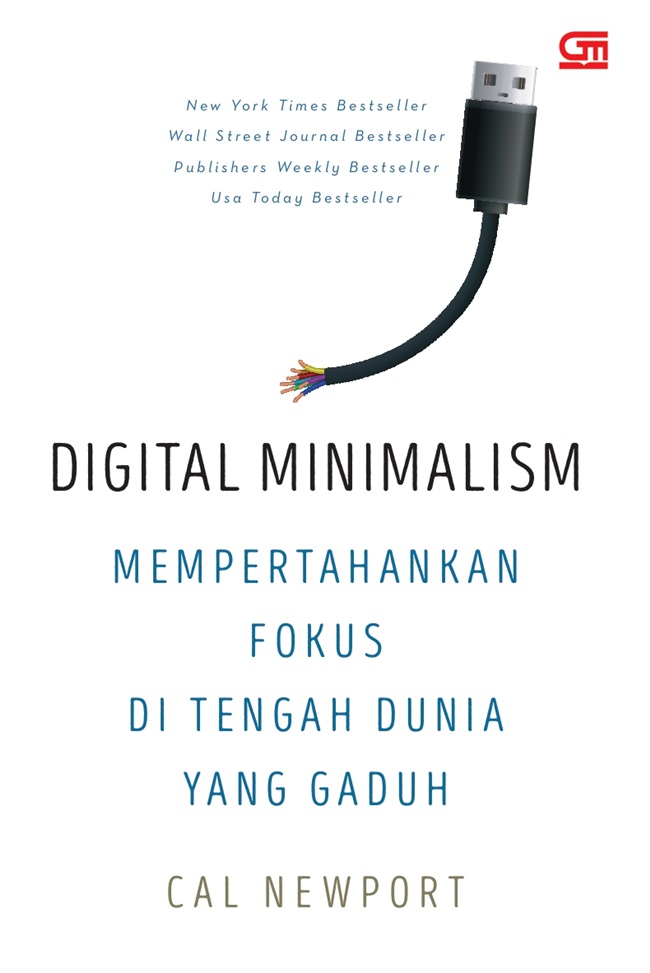 GM
New York Times Bestseller
Wall Street Journal Bestseller
Publishers Weekly Bestseller
Usa Today Bestseller
DIGITAL MINIMALISM
MEMPERTAHANKAN
FOKUS
DI TENGAH DUNIA
YANG GADUH
CAL NEWPORT